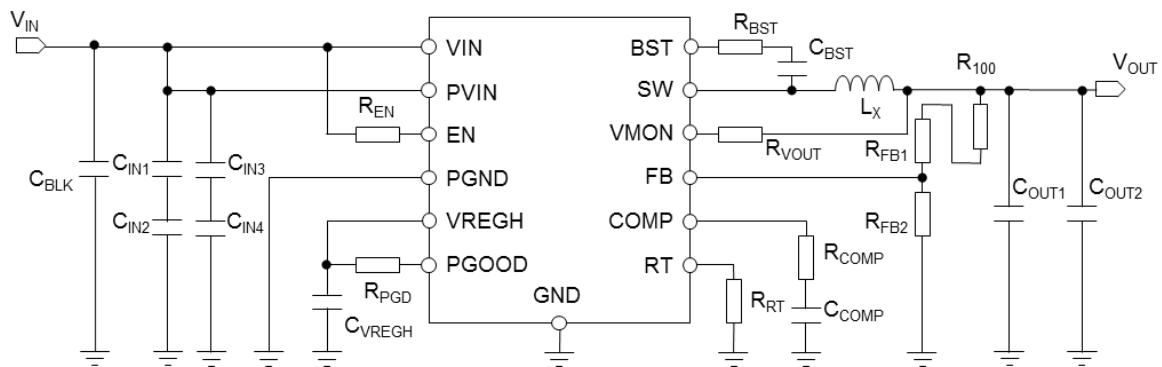 VIN
VOUT
VIN
PVIN
EN
PGND
VREGH
PGOOD
GND
BST
SW
VMON
FB
COMP
RT
REN
CBLK
CIN1
CIN2
CIN3
CIN4
RPGD
CVREGH
RBST
CBST
LX
RVOUT
R100
RFB1
RFB2
RCOMP
CCOMP
RRT
COUT1
COUT2